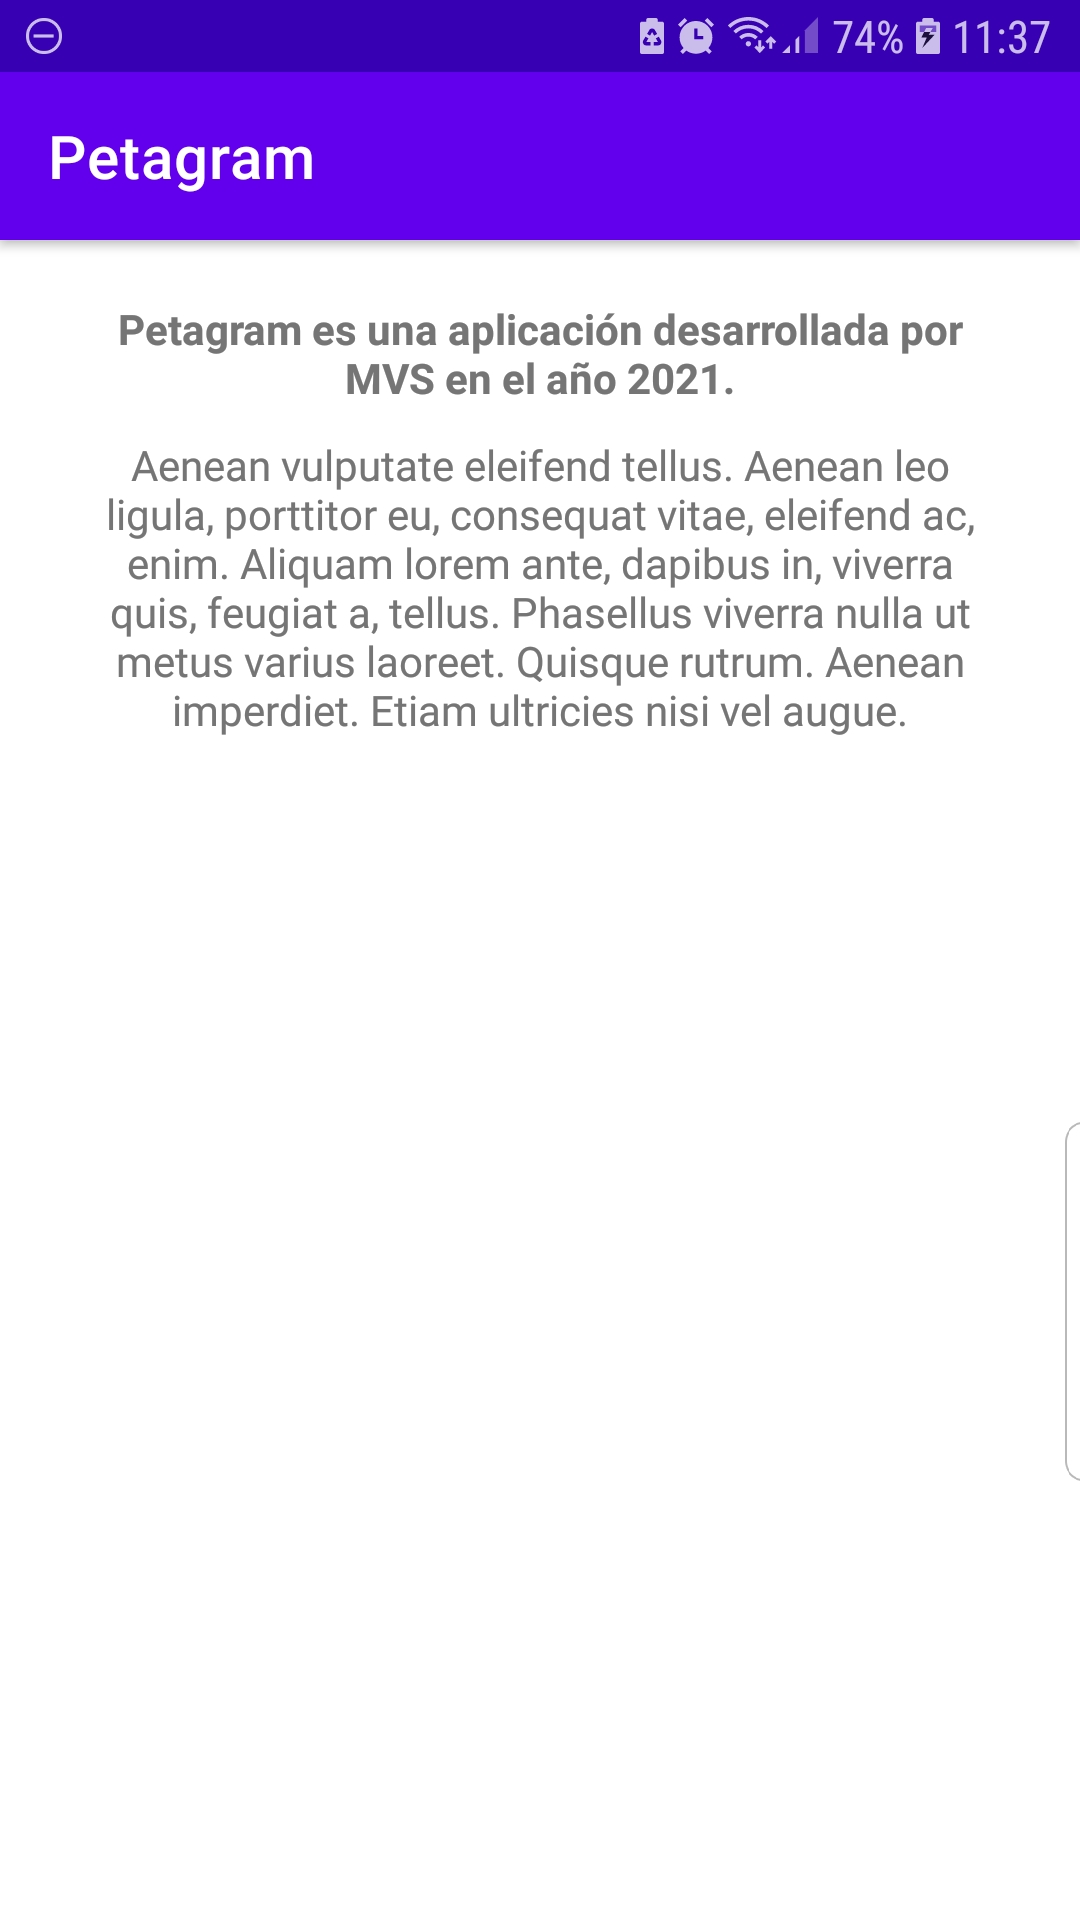 74% 11:37
Petagram
Petagram es una aplicación desarrollada por
MVS en el año 2021.
Aenean vulputate eleifend tellus. Aenean leo
ligula, porttitor eu, consequat vitae, eleifend ac,
enim. Aliquam lorem ante, dapibus in, viverra
quis, feugiat a, tellus. Phasellus viverra nulla ut
metus varius laoreet. Quisque rutrum. Aenean
imperdiet. Etiam ultricies nisi vel augue.